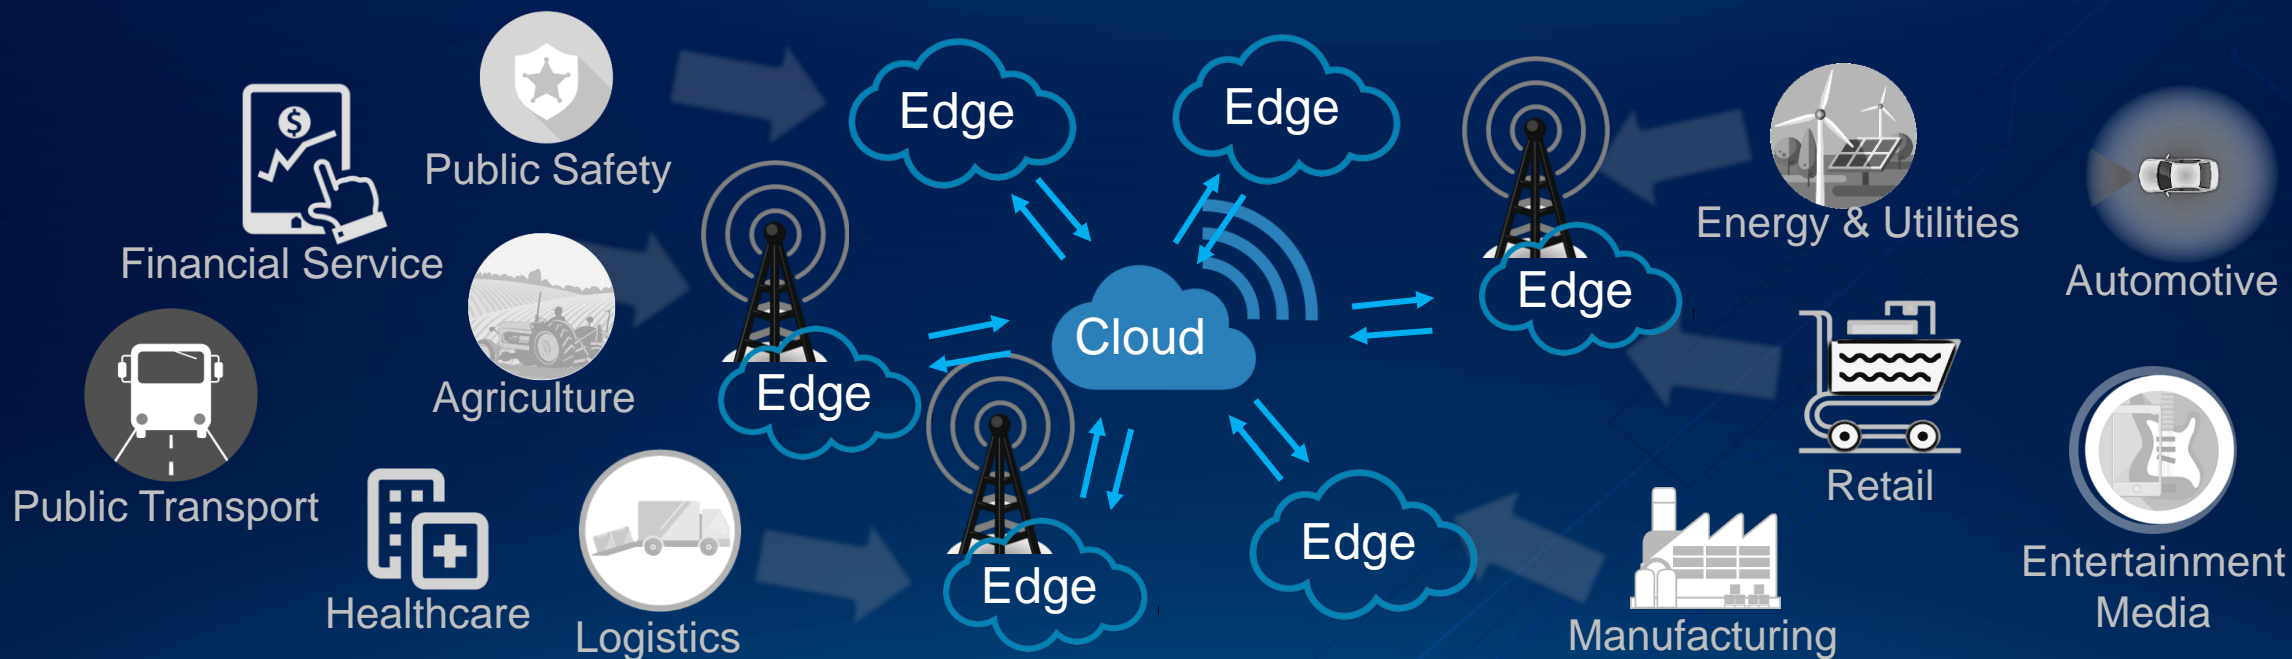 Edge
Edge
Public Safety
Energy & Utilities
Financial Service
Automotive
Edge
Cloud
Edge
Agriculture
Retail
Public Transport
Edge
Edge
Entertainment
Media
Healthcare
Logistics
Manufacturing
$